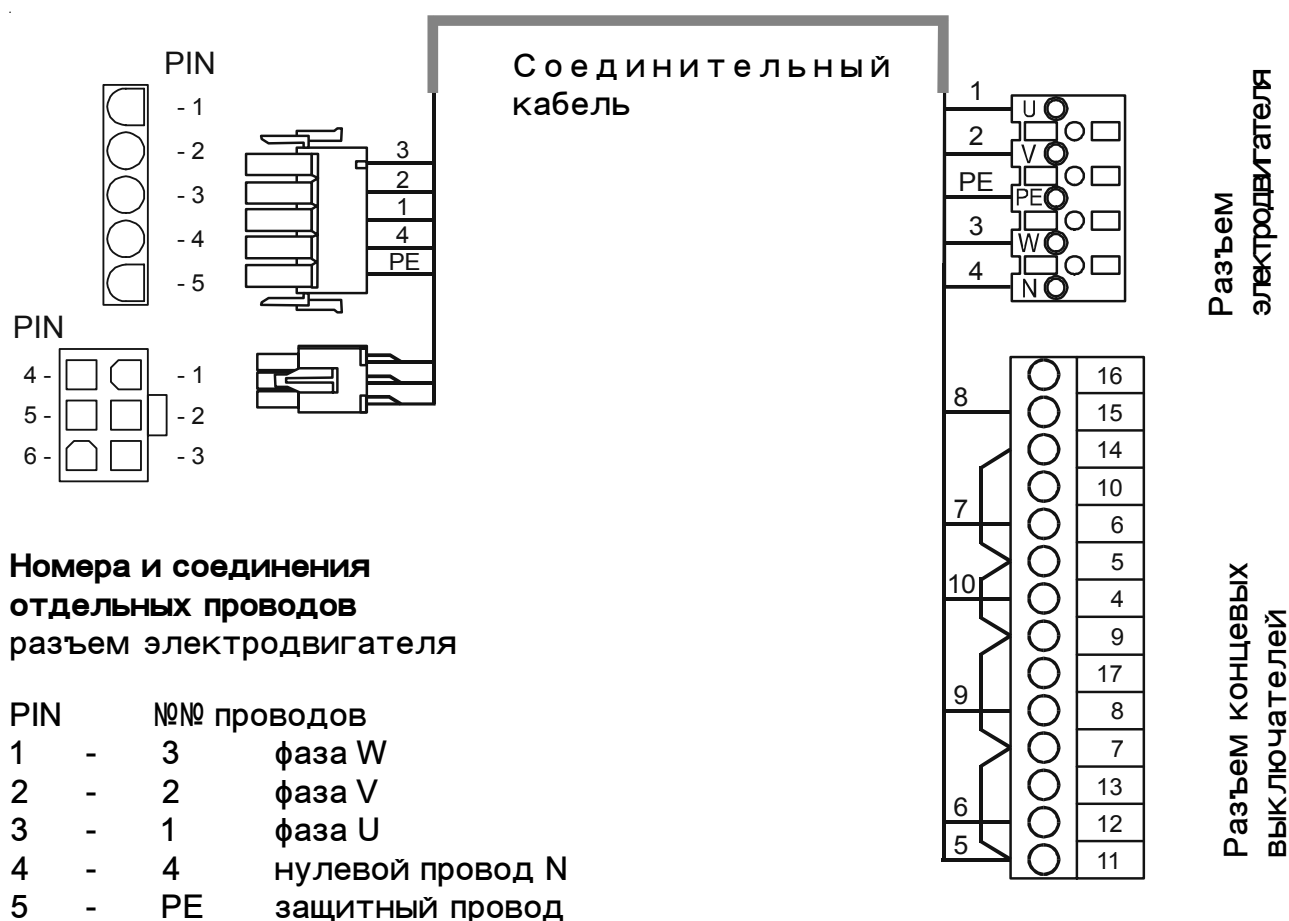 Соединительный
кабель
PIN
- 1
- 2
- 3
- 4
- 5
3
2
1
4
PE
PIN
4 -
5 -
6 -
- 1
- 2
- 3
1
2
PE
3
4
U
V
PE
W
N
Разъем
электродвигателя
8
7
10
9
6
5
16
15
14
10
6
5
4
9
17
8
7
13
12
11
Разъем концевых
выключателей
Номера и соединения
отдельных проводов
разъем электродвигателя
PIN №№ проводов
1 - 3 фаза W
2 - 2 фаза V
3 - 1 фаза U
4 - 4 нулевой провод N
5 - PE защитный провод